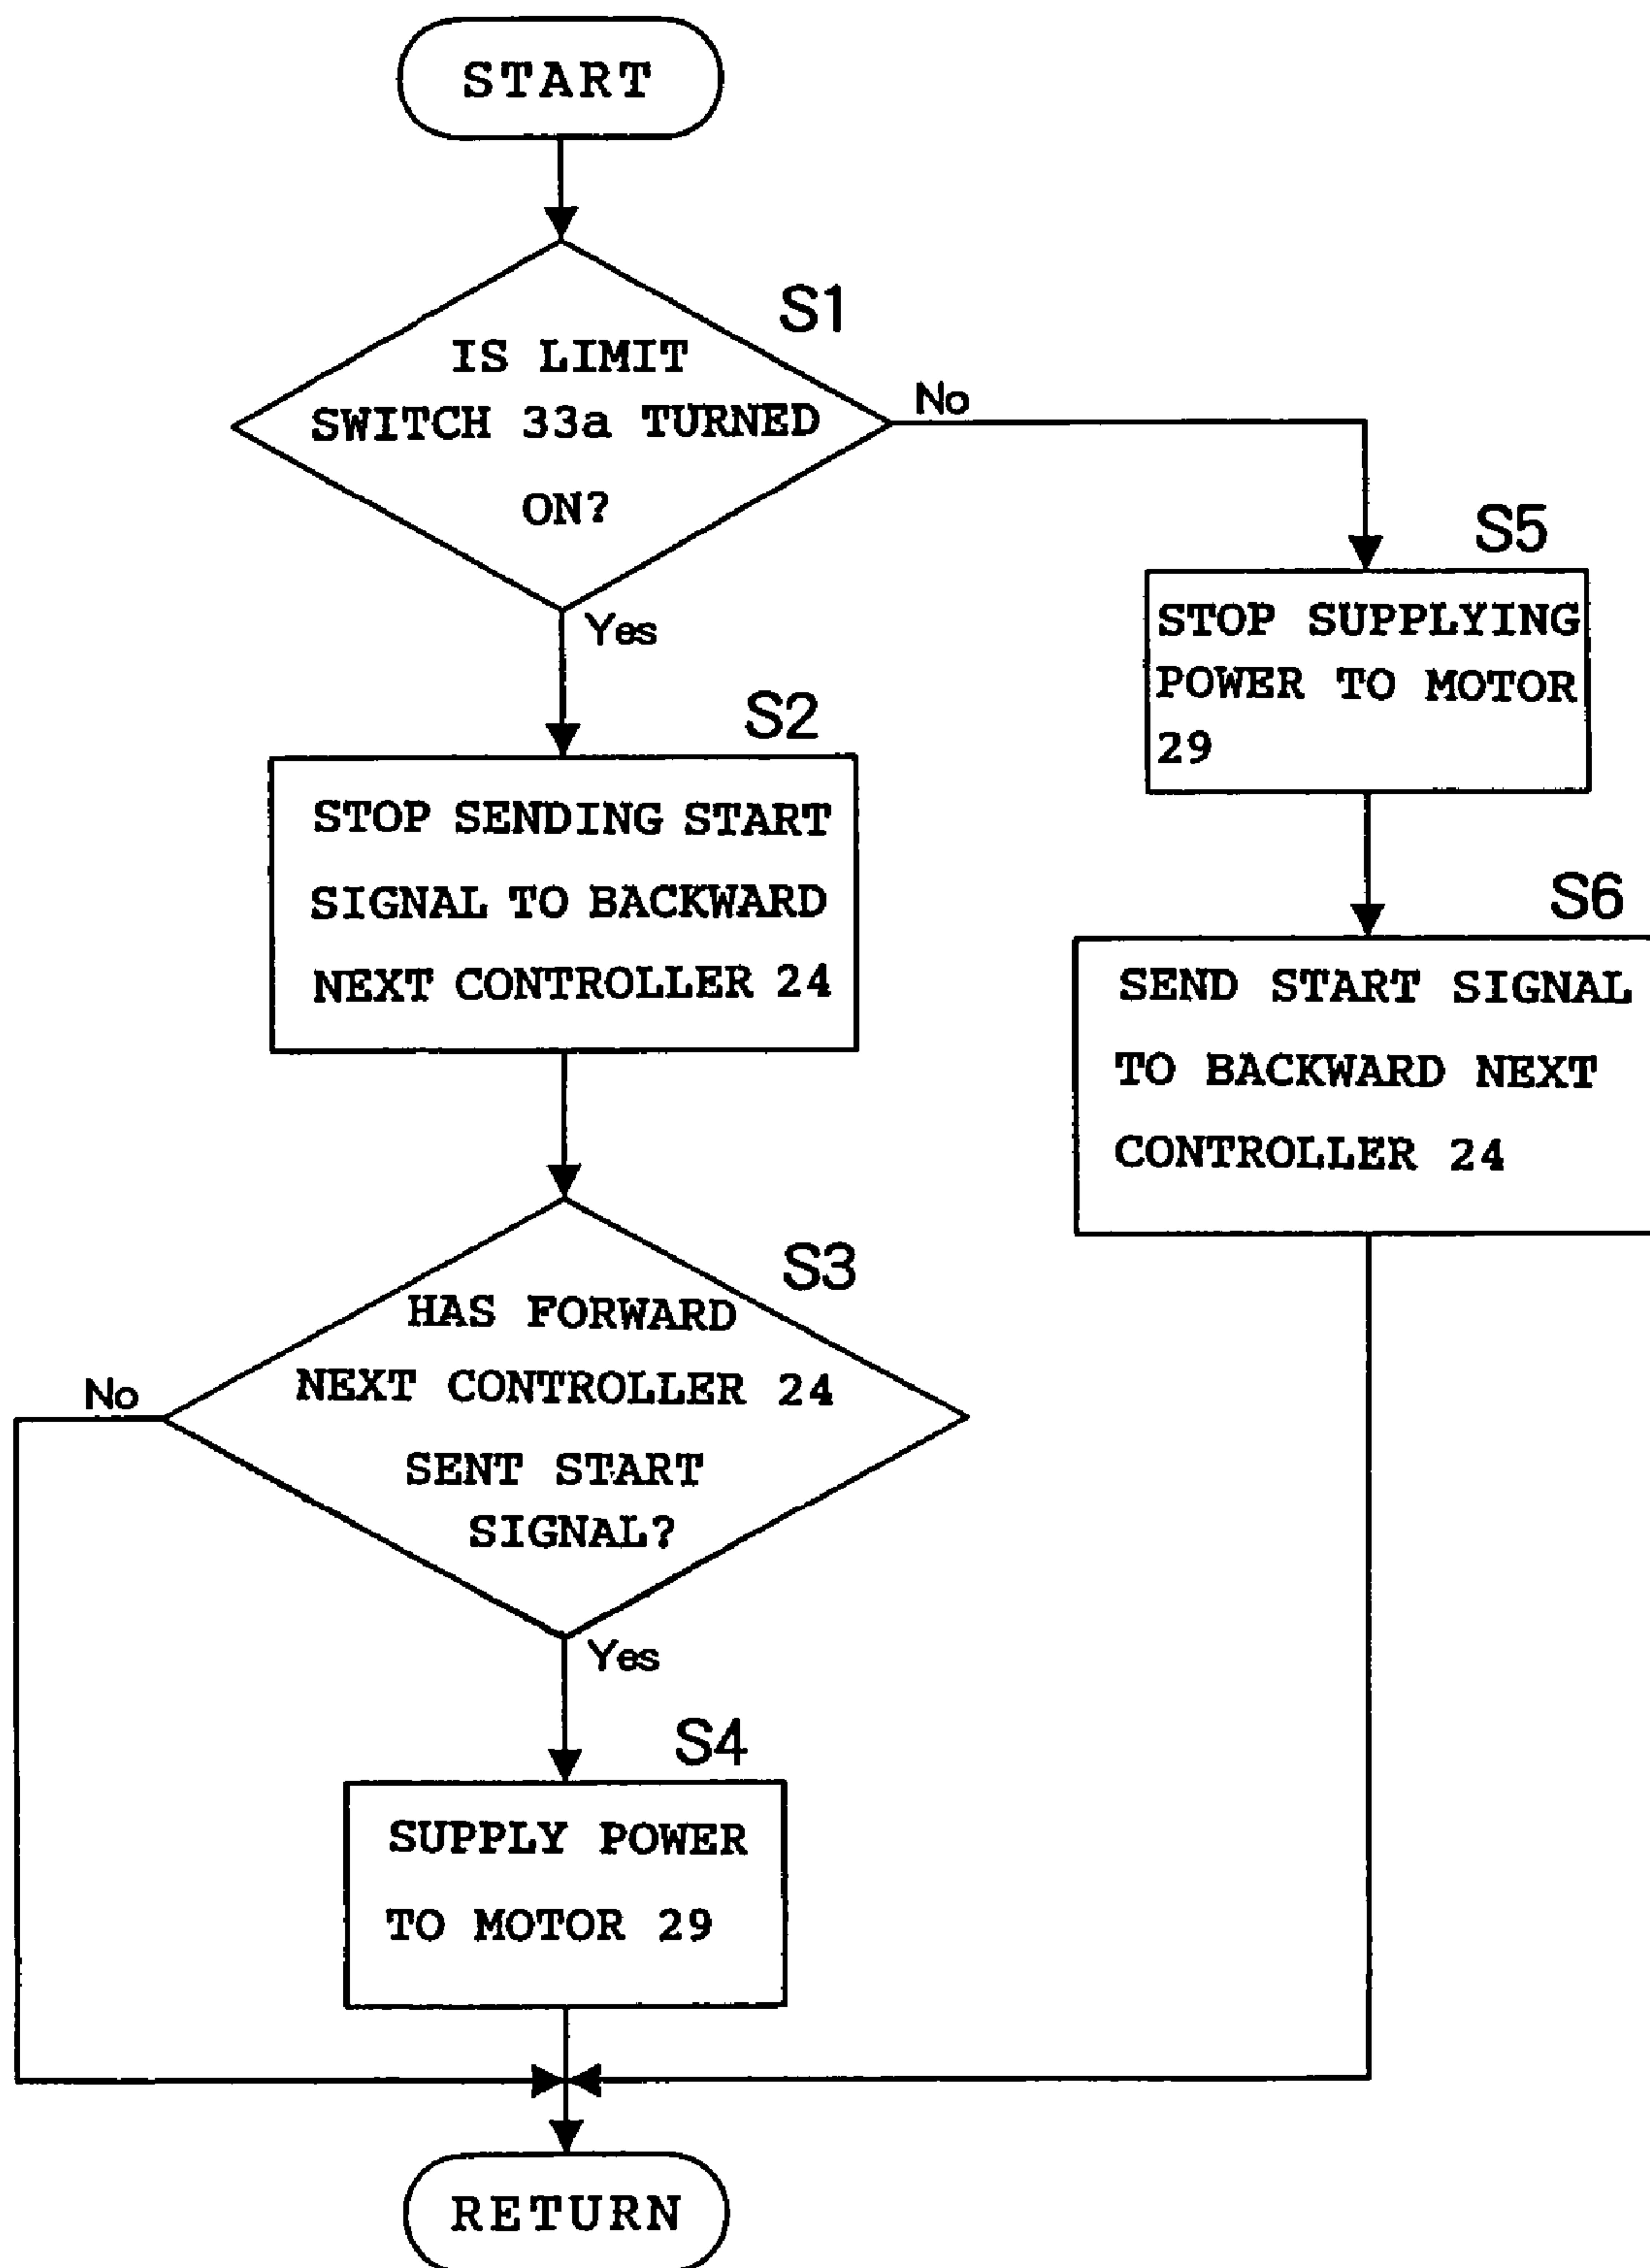 START
S1
IS LIMIT
SWITCH 33a TURNED
ON?
No
Yes
S5
STOP SUPPLYING
POWER TO MOTOR
29
S2
STOP SENDING START
SIGNAL TO BACKWARD
NEXT CONTROLLER 24
S6
SEND START SIGNAL
TO BACKWARD NEXT
CONTROLLER 24
S3
HAS FORWARD
NEXT CONTROLLER 24
SENT START
SIGNAL?
No
Yes
S4
SUPPLY POWER
TO MOTOR 29
RETURN